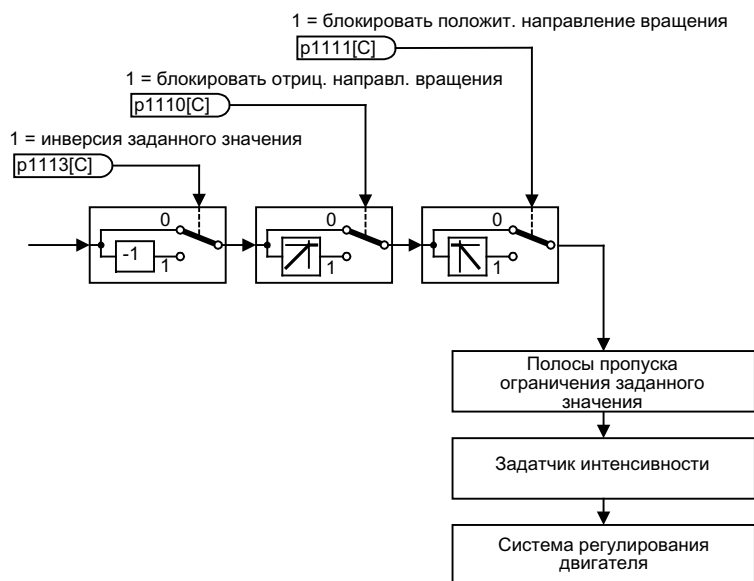 1 = блокировать положит. направление вращения
p1111[C]
1 = блокировать отриц. направл. вращения
p1110[C]
1 = инверсия заданного значения
p1113[C]
0
-1
1
0
1
0
1
Полосы пропуска
ограничения заданного
значения
Задатчик интенсивности
Система регулирования
двигателя